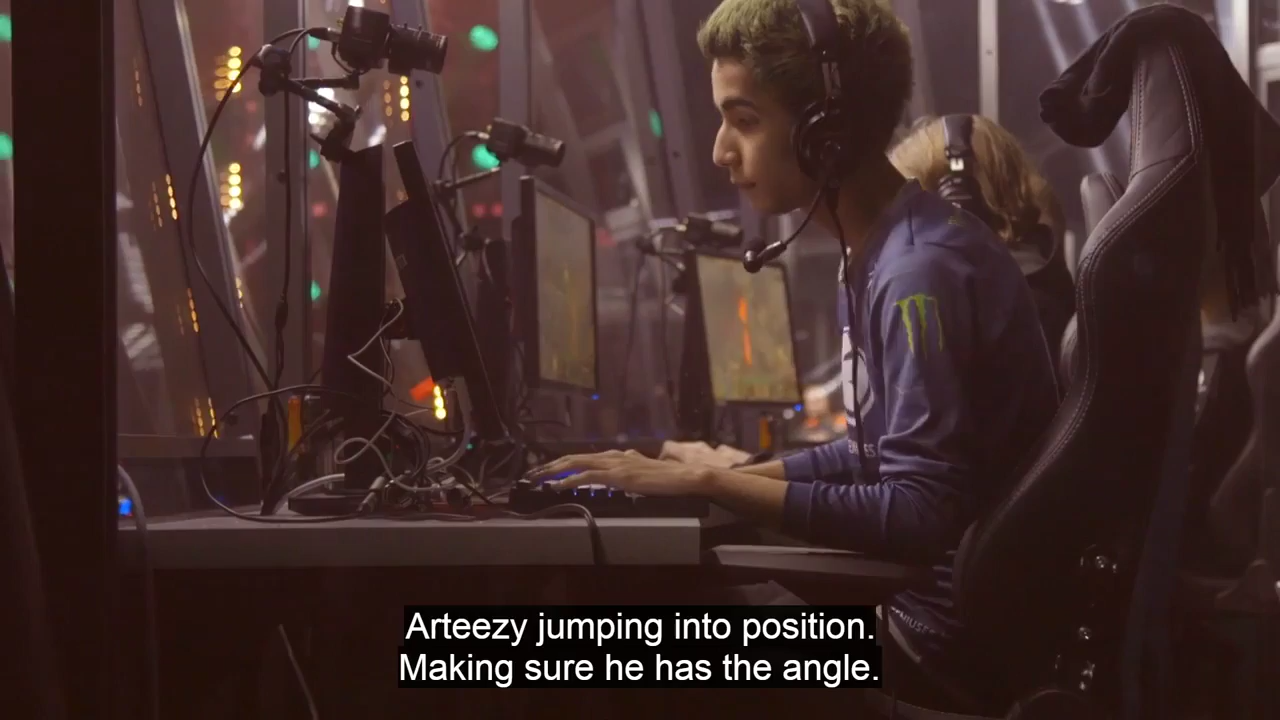 Arteezy jumping into position.
Making sure he has the angle.